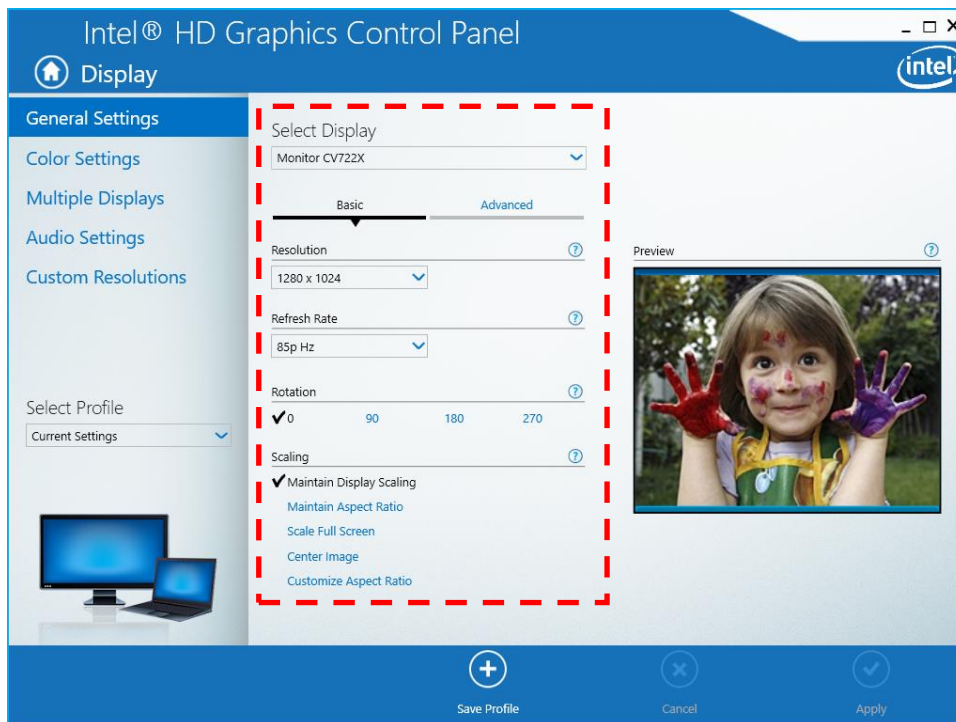 Intel® HD Graphics Control Panel
Display
intel
General Settings
Color Settings
Multiple Displays
Audio Settings
Custom Resolutions
Select Profile
Current Settings
Select Display
Monitor CV722X
Basic Advanced
Resolution ?
1280 x 1024
Refresh Rate ?
85p Hz
Rotation ?
0 90 180 270
Scaling ?
Maintain Display Scaling
Maintain Aspect Ratio
Scale Full Screen
Center Image
Customize Aspect Ratio
Preview ?
Save Profile Cancel Apply